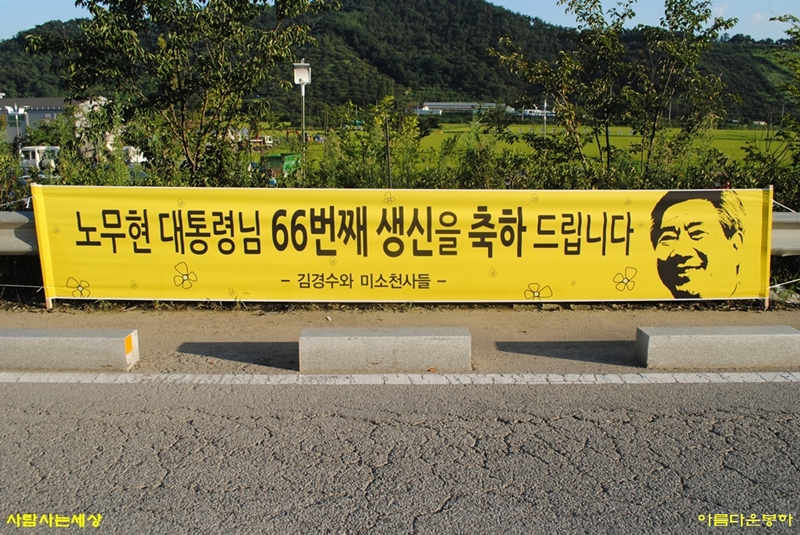 노무현 대통령님 66번째 생신을 축하 드립니다
- 김경수와 미소천사들 -
사람사는세상
아름다운봉하